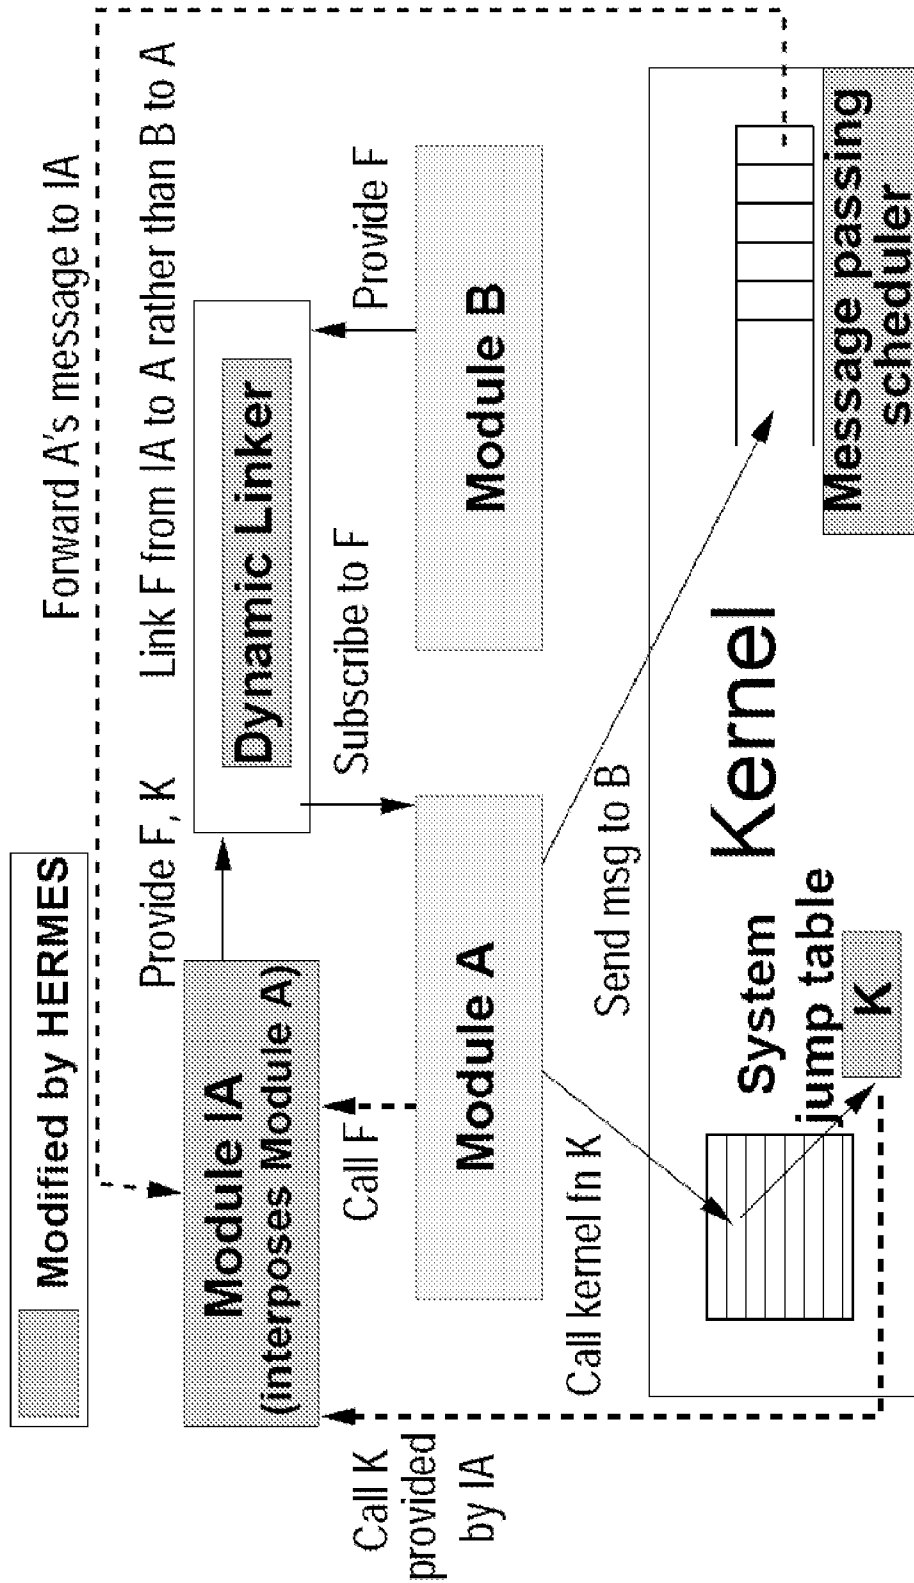 Modified by HERMES
Forward A's message to IA
Provide F, K
Link F from IA to A rather than B to A
Module IA
(interposes Module A)
Dynamic Linker
Call F
Subscribe to F
Provide F
Call K
provided
by IA
Module A
Module B
Call kernel fn K
Send msg to B
System
jump table
K
Kernel
Message passing
scheduler